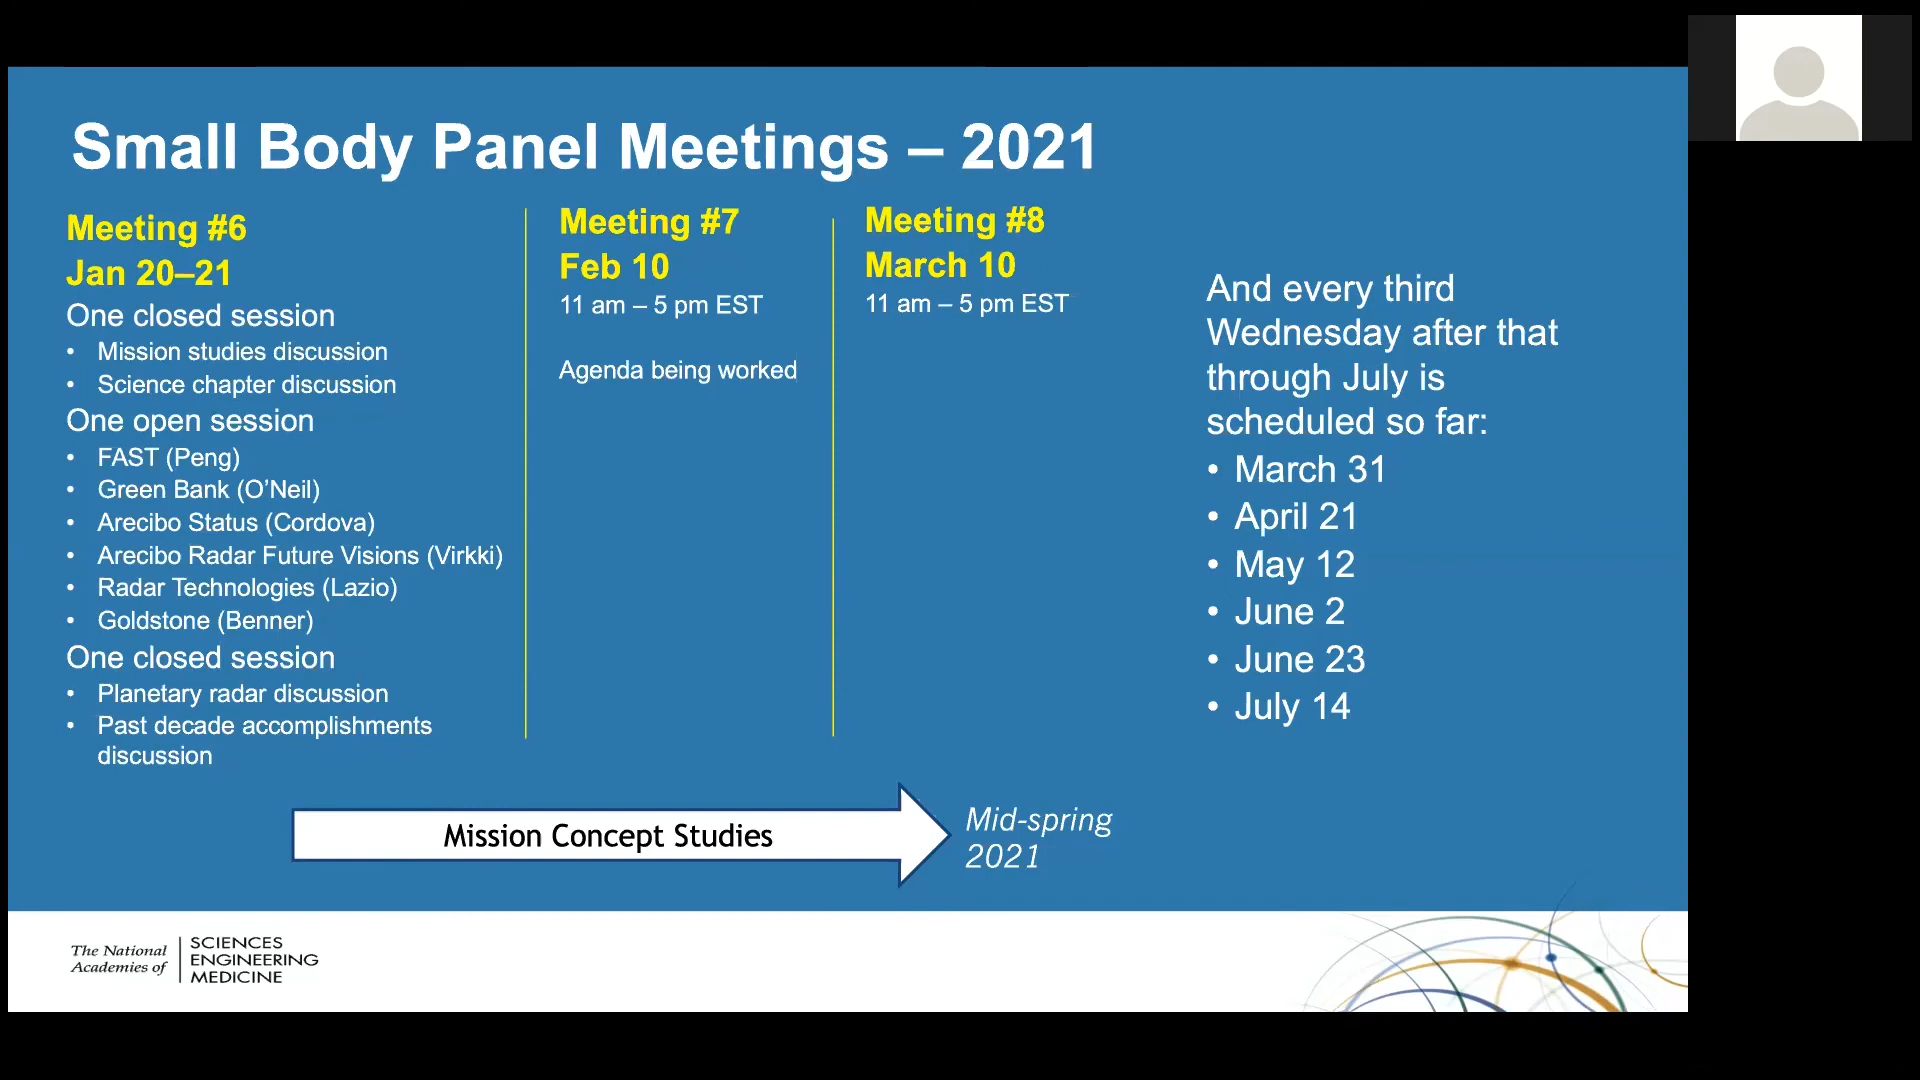 Small Body Panel Meetings – 2021
Meeting #6
Jan 20–21
One closed session
• Mission studies discussion
• Science chapter discussion
One open session
• FAST (Peng)
• Green Bank (O’Neil)
• Arecibo Status (Cordova)
• Arecibo Radar Future Visions (Virkki)
• Radar Technologies (Lazio)
• Goldstone (Benner)
One closed session
• Planetary radar discussion
• Past decade accomplishments
discussion
Meeting #7
Feb 10
11 am – 5 pm EST
Agenda being worked
Meeting #8
March 10
11 am – 5 pm EST
And every third
Wednesday after that
through July is
scheduled so far:
• March 31
• April 21
• May 12
• June 2
• June 23
• July 14
Mission Concept Studies
Mid-spring
2021
The National
Academies of
SCIENCES
ENGINEERING
MEDICINE